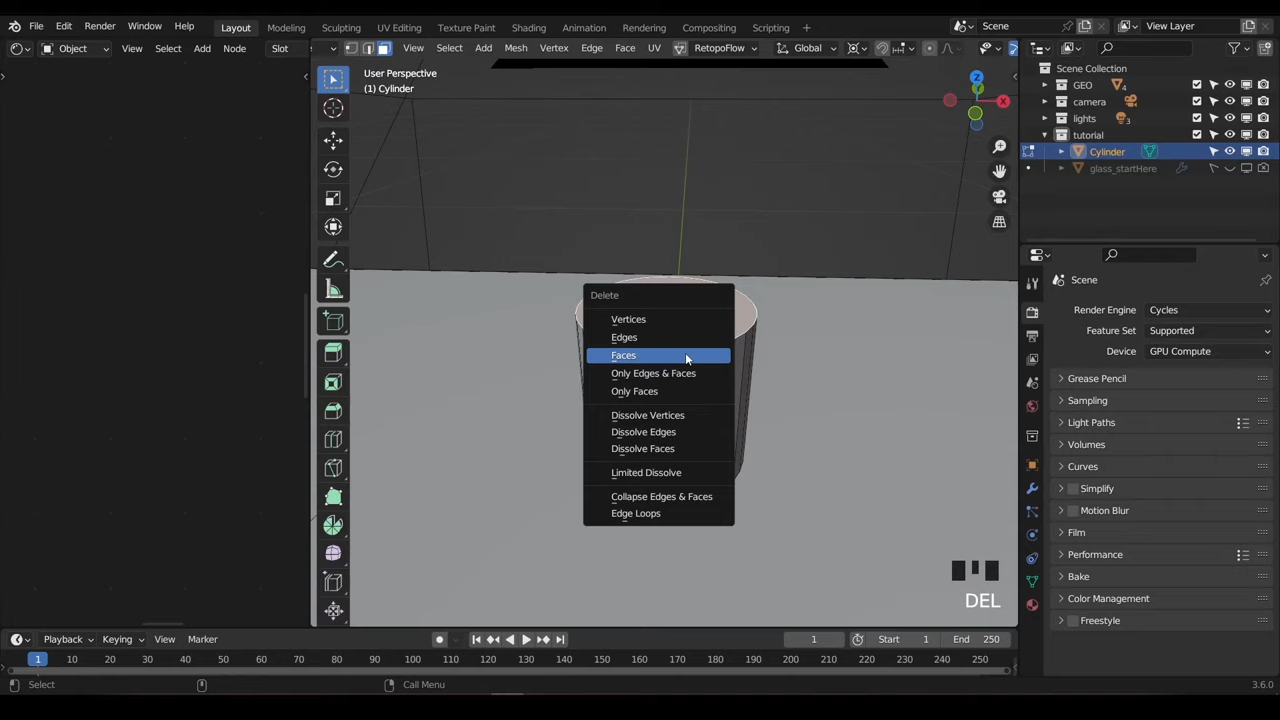 File Edit Render Window Help Layout Modeling Sculpting UV Editing Texture Paint Shading Animation Rendering Compositing Scripting + Scene View Layer
Object View Select Add Node Slot View Select Add Mesh Vertex Edge Face UV RetopoFlow Global
User Perspective
(1) Cylinder
Z
X
Scene Collection
GEO 4
camera
lights 3
tutorial
Cylinder
glass_startHere
Delete
Vertices
Edges
Faces
Only Edges & Faces
Only Faces
Dissolve Vertices
Dissolve Edges
Dissolve Faces
Limited Dissolve
Collapse Edges & Faces
Edge Loops
DEL
Scene
Render Engine Cycles
Feature Set Supported
Device GPU Compute
Grease Pencil
Sampling
Light Paths
Volumes
Curves
Simplify
Motion Blur
Film
Performance
Bake
Color Management
Freestyle
Playback Keying View Marker 1 Start 1 End 250
1 10 20 30 40 50 60 70 80 90 100 110 120 130 140 150 160 170 180 190 200 210 220 230 240 250
Select Call Menu 3.6.0